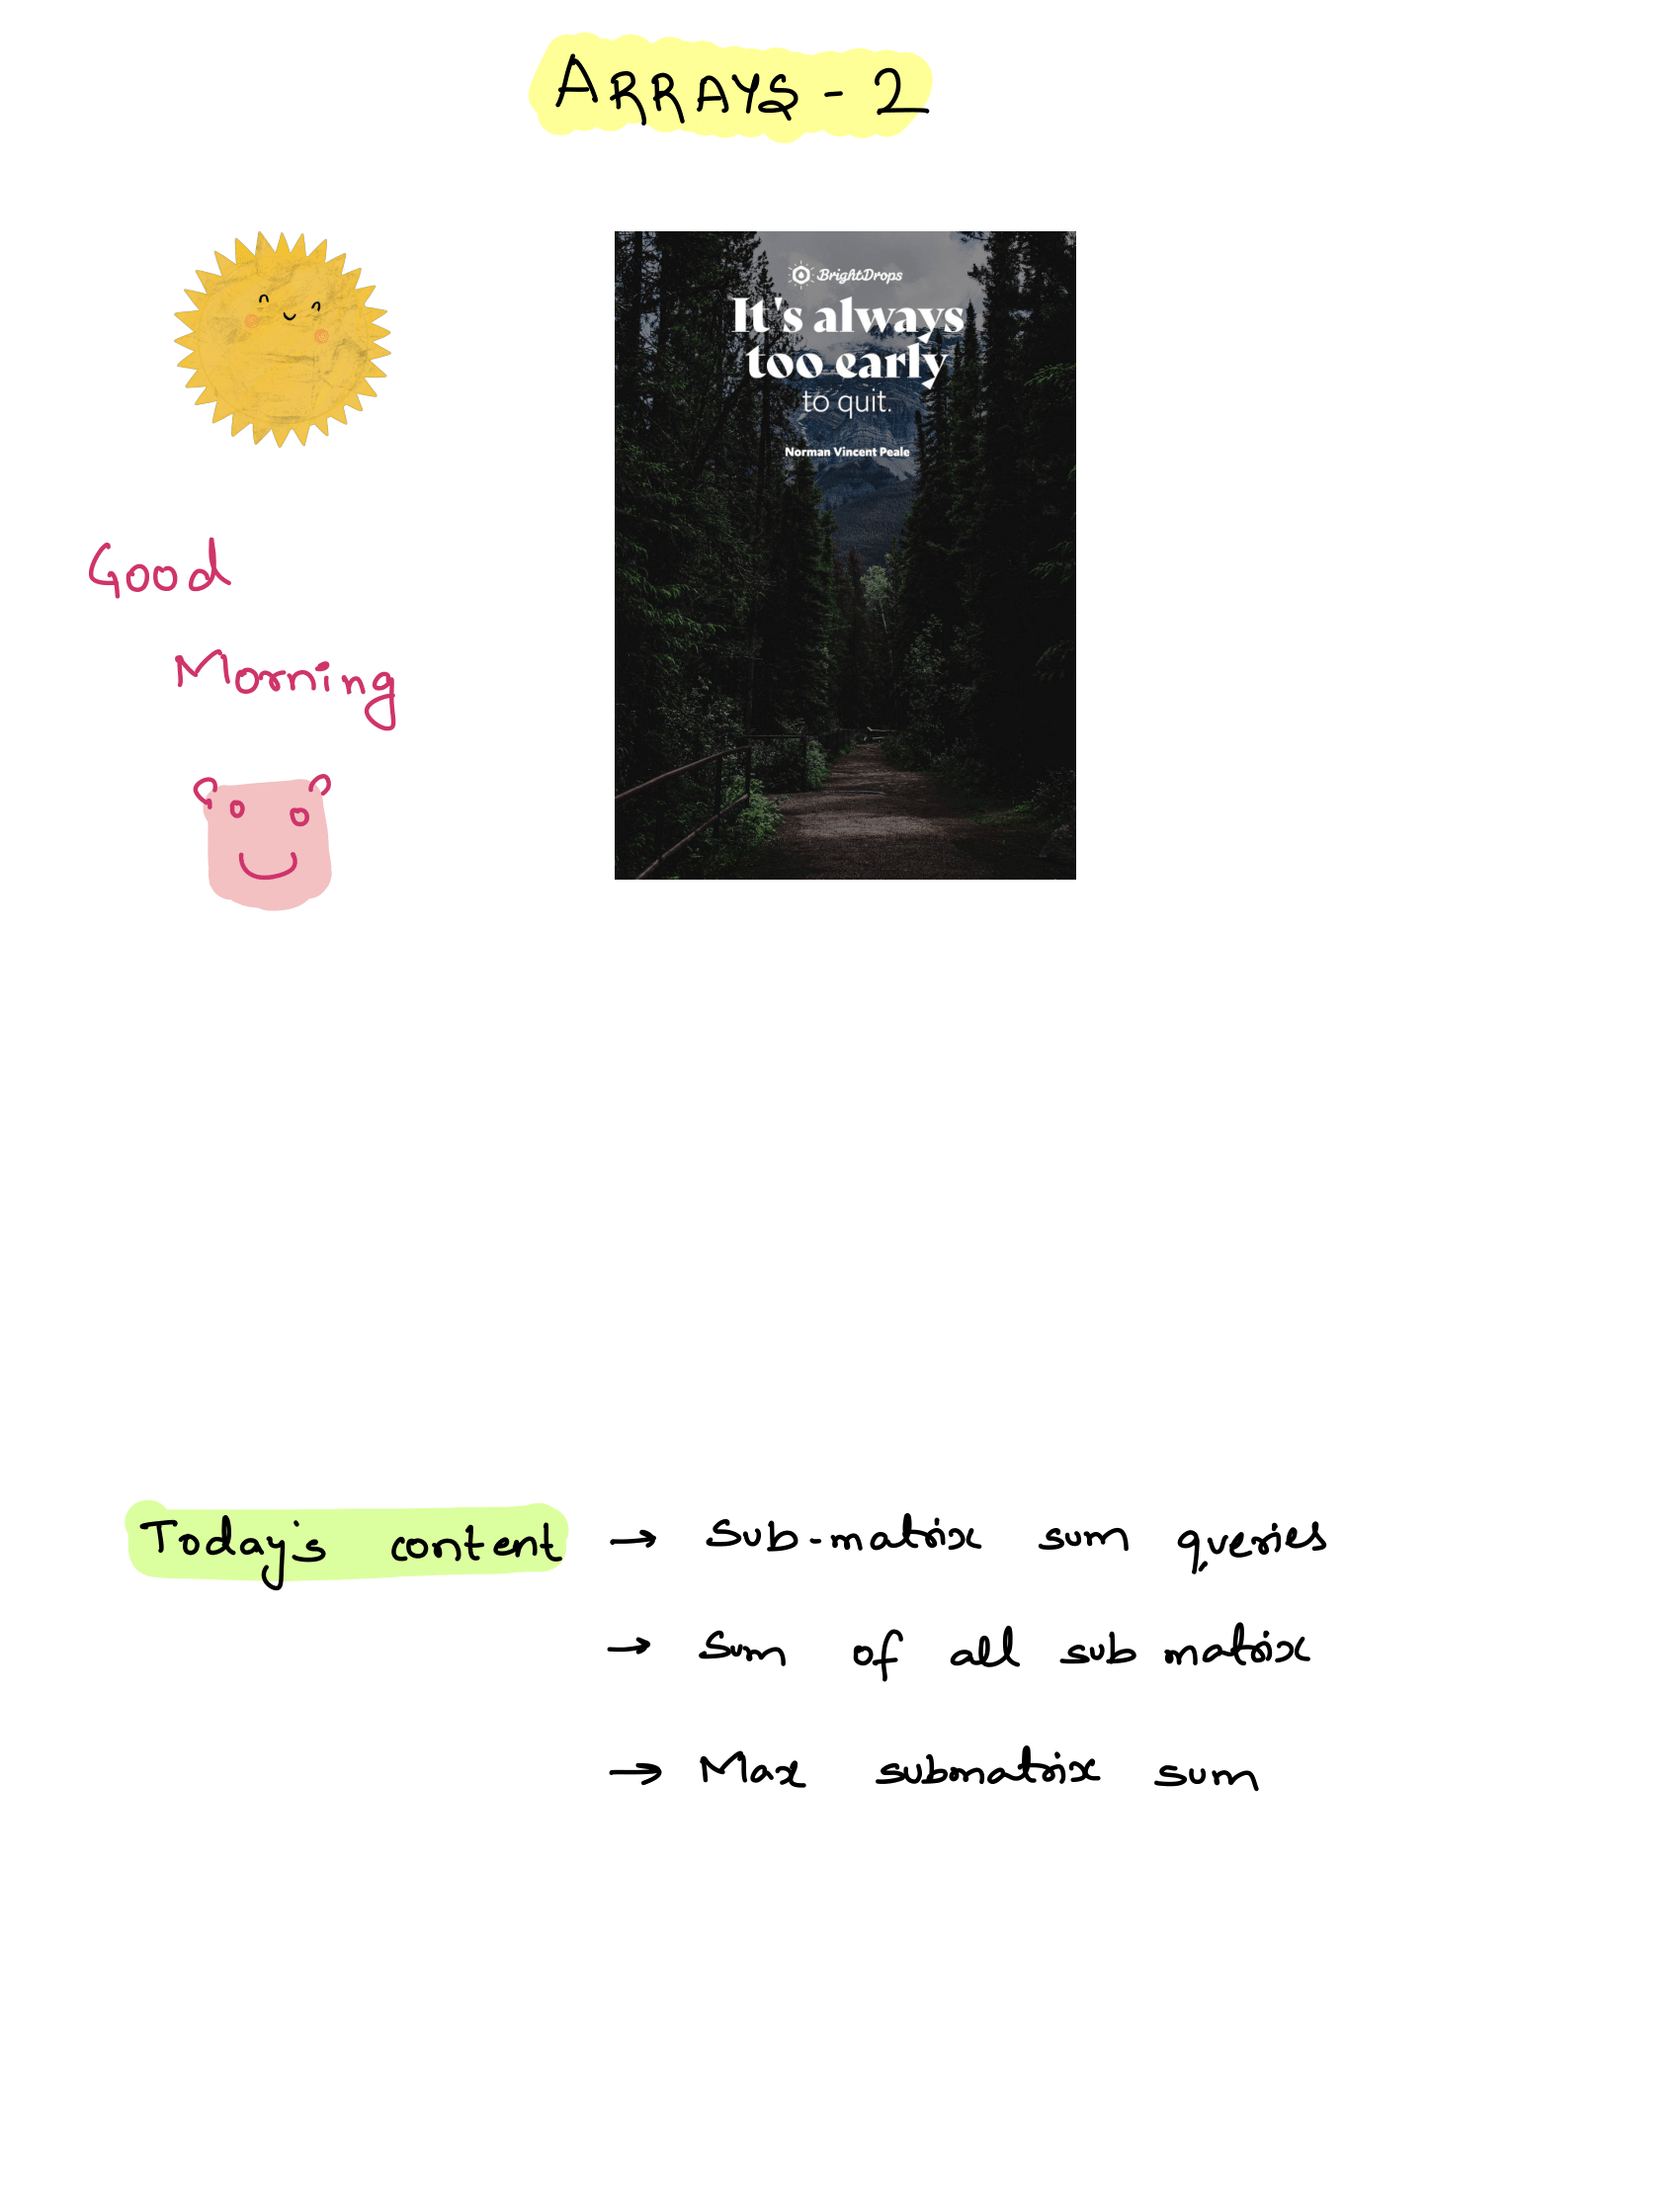 ARRAYS - 2
BrightDrops
It's always
too early
to quit.
Norman Vincent Peale
Good
Morning
Today's content → Sub-matrix sum queries
→ Sum of all sub matrix
→ Max submatrix sum